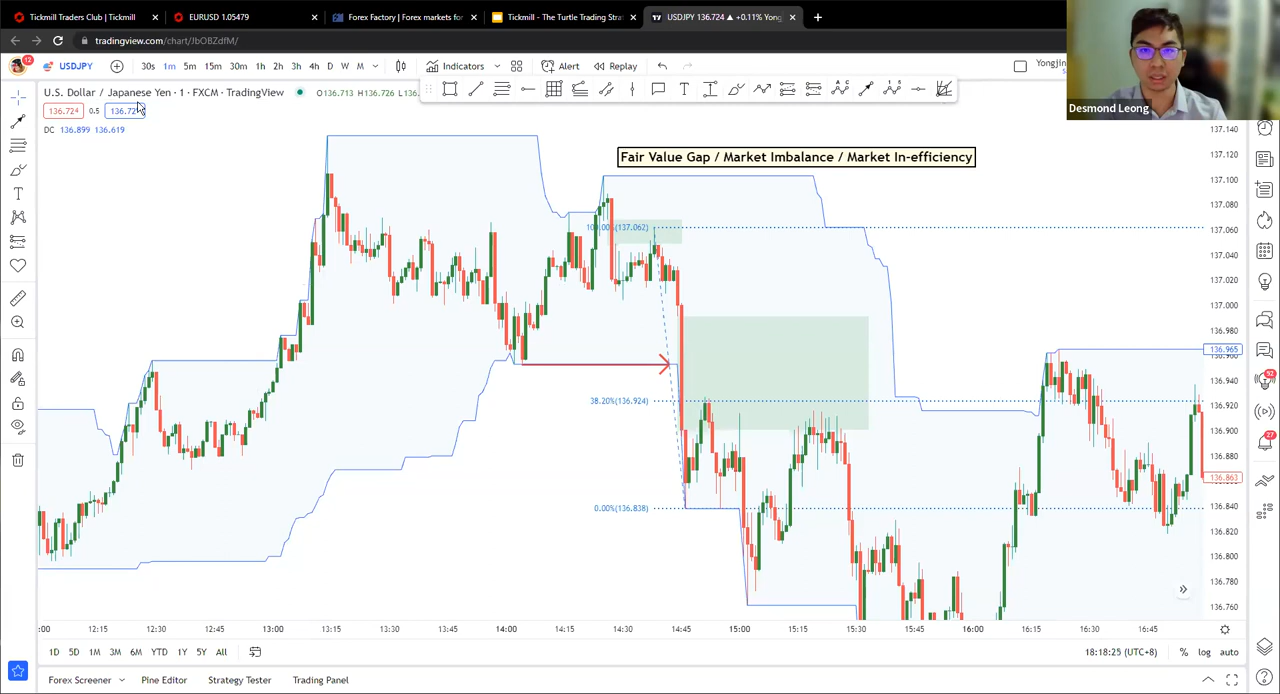 Tickmill Traders Club | Tickmill
EURUSD 1.05479
Forex Factory | Forex markets for
Tickmill - The Turtle Trading Stra
USDJPY 136.724 ▲ +0.11% Yong
tradingview.com/chart/JbOBZdfM/
12
USDJPY
30s 1m 5m 15m 30m 1h 2h 3h 4h D W M
Indicators
Alert
Replay
Yongjin
U.S. Dollar / Japanese Yen · 1 · FXCM · TradingView
O136.713 H136.726
136.724
0.5
DC 136.899 136.619
Desmond Leong
Fair Value Gap / Market Imbalance / Market In-efficiency
100.00%(137.062)
38.20%(136.924)
0.00%(136.838)
137.140
137.120
137.100
137.080
137.060
137.040
137.020
137.000
136.980
136.965
136.960
136.940
136.920
136.900
136.880
136.863
136.840
136.820
136.800
136.780
136.760
52
27
:00 12:15 12:30 12:45 13:00 13:15 13:30 13:45 14:00 14:15 14:30 14:45 15:00 15:15 15:30 15:45 16:00 16:15 16:30 16:45
1D 5D 1M 3M 6M YTD 1Y 5Y All
18:18:25 (UTC+8)
% log auto
Forex Screener
Pine Editor
Strategy Tester
Trading Panel